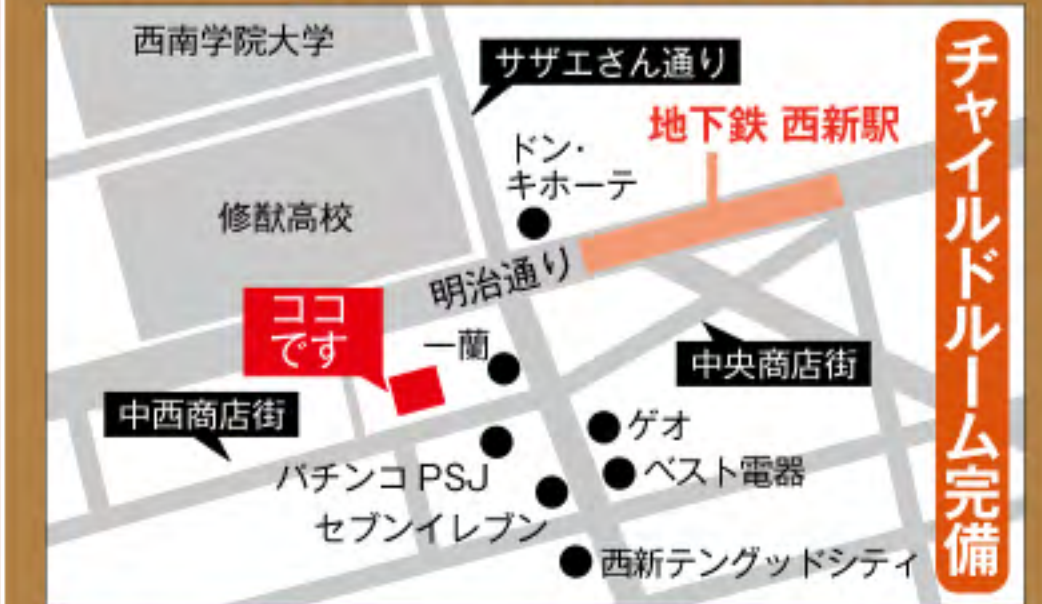 西南学院大学
サザエさん通り
地下鉄 西新駅
ドン・
キホーテ
修猷高校
明治通り
ココ
です
一蘭
中央商店街
中西商店街
ゲオ
パチンコ PSJ
ベスト電器
セブンイレブン
西新テングッドシティ
チャイルドルーム完備